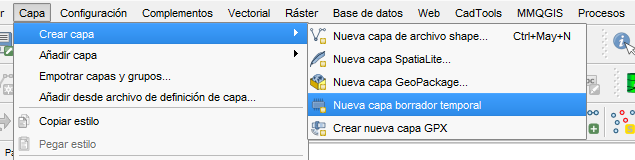 Capa Configuración Complementos Vectorial Ráster Base de datos Web CadTools MMQGIS Procesos
Crear capa
Añadir capa
Empotrar capas y grupos...
Añadir desde archivo de definición de capa...
Copiar estilo
Pegar estilo
Nueva capa de archivo shape... Ctrl+May+N
Nueva capa SpatiaLite...
Nueva capa GeoPackage...
Nueva capa borrador temporal
Crear nueva capa GPX